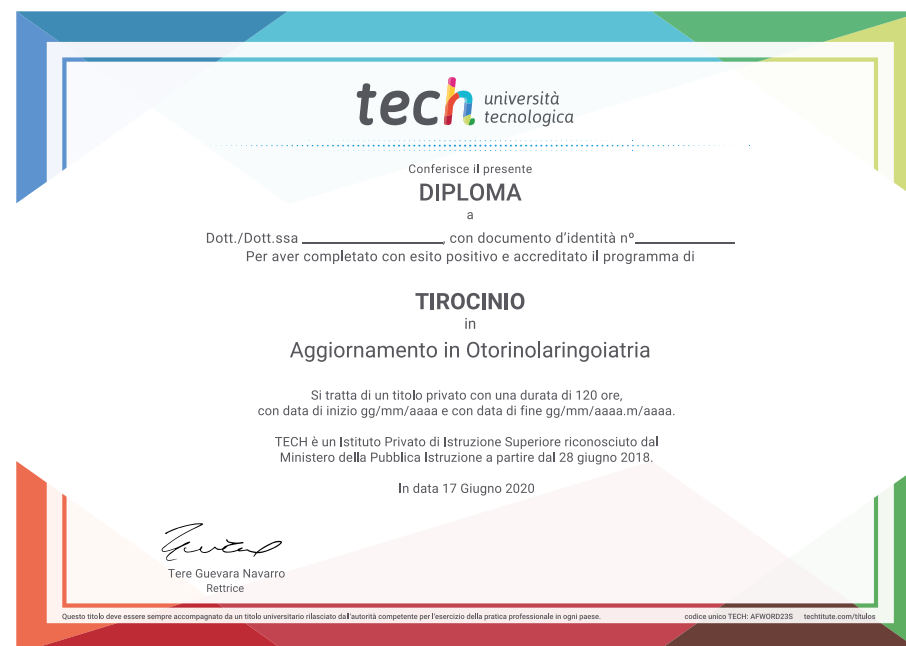 tech università
tecnologica
Conferisce il presente
DIPLOMA
a
Dott./Dott.ssa ____________________, con documento d'identità nº______________
Per aver completato con esito positivo e accreditato il programma di
TIROCINIO
in
Aggiornamento in Otorinolaringoiatria
Si tratta di un titolo privato con una durata di 120 ore,
con data di inizio gg/mm/aaaa e con data di fine gg/mm/aaaa.m/aaaa.
TECH è un Istituto Privato di Istruzione Superiore riconosciuto dal
Ministero della Pubblica Istruzione a partire dal 28 giugno 2018.
In data 17 Giugno 2020
Tere Guevara Navarro
Rettrice
Questo titolo deve essere sempre accompagnato da un titolo universitario rilasciato dall'autorità competente per l'esercizio della pratica professionale in ogni paese. codice unico TECH: AFWORD23S techtitute.com/titulos